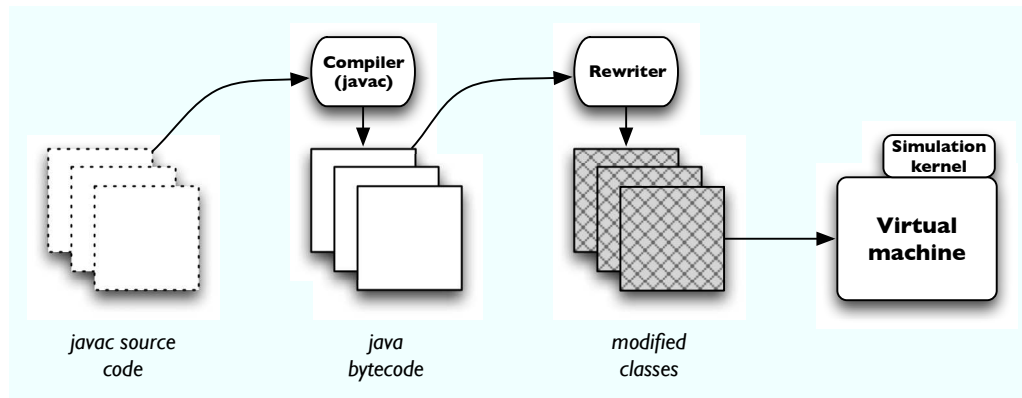 Compiler
(javac)
Rewriter
Simulation
kernel
Virtual
machine
javac source
code
java
bytecode
modified
classes